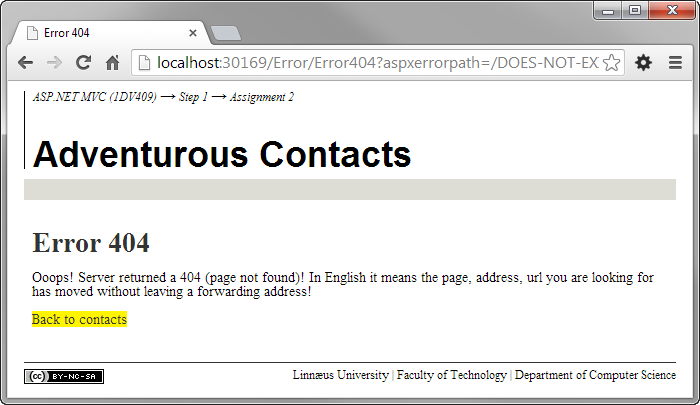 Error 404
localhost:30169/Error/Error404?aspxerrorpath=/DOES-NOT-EX
ASP.NET MVC (1DV409) → Step 1 → Assignment 2
Adventurous Contacts
Error 404
Ooops! Server returned a 404 (page not found)! In English it means the page, address, url you are looking for
has moved without leaving a forwarding address!
Back to contacts
cc BY-NC-SA
Linnæus University | Faculty of Technology | Department of Computer Science